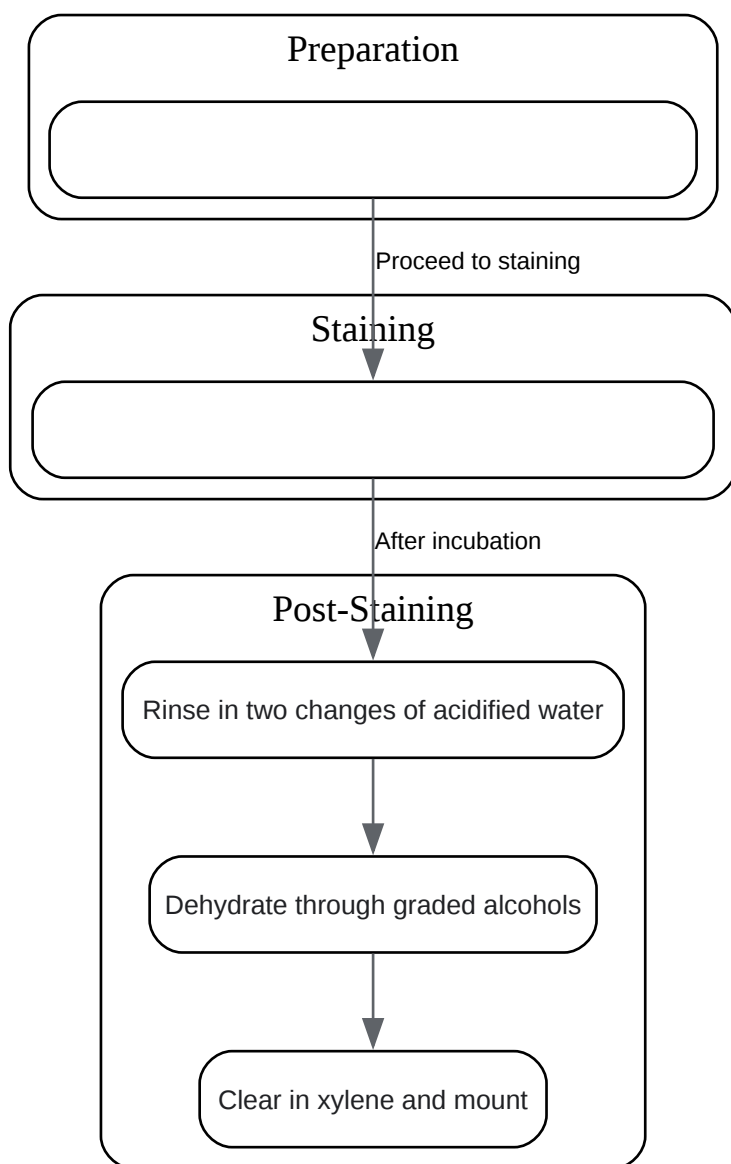 Preparation
Proceed to staining
Staining
After incubation
Post-Staining
Rinse in two changes of acidified water
Dehydrate through graded alcohols
Clear in xylene and mount